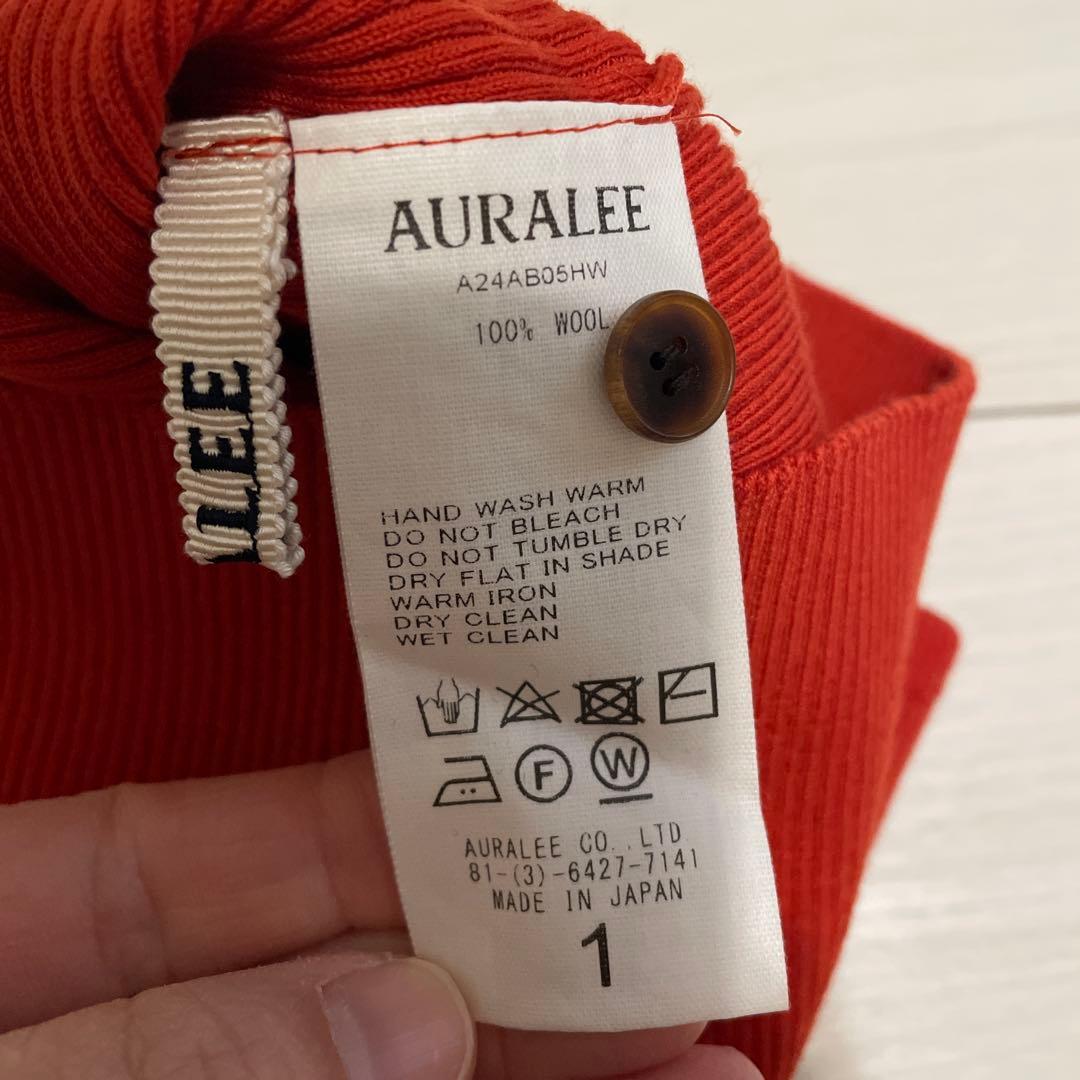 AURALEE
A24AB05HW
100% WOOL
LEE
HAND WASH WARM
DO NOT BLEACH
DO NOT TUMBLE DRY
DRY FLAT IN SHADE
WARM IRON
DRY CLEAN
WET CLEAN
F W
AURALEE CO.,LTD.
81-(3)-6427-7141
MADE IN JAPAN
1